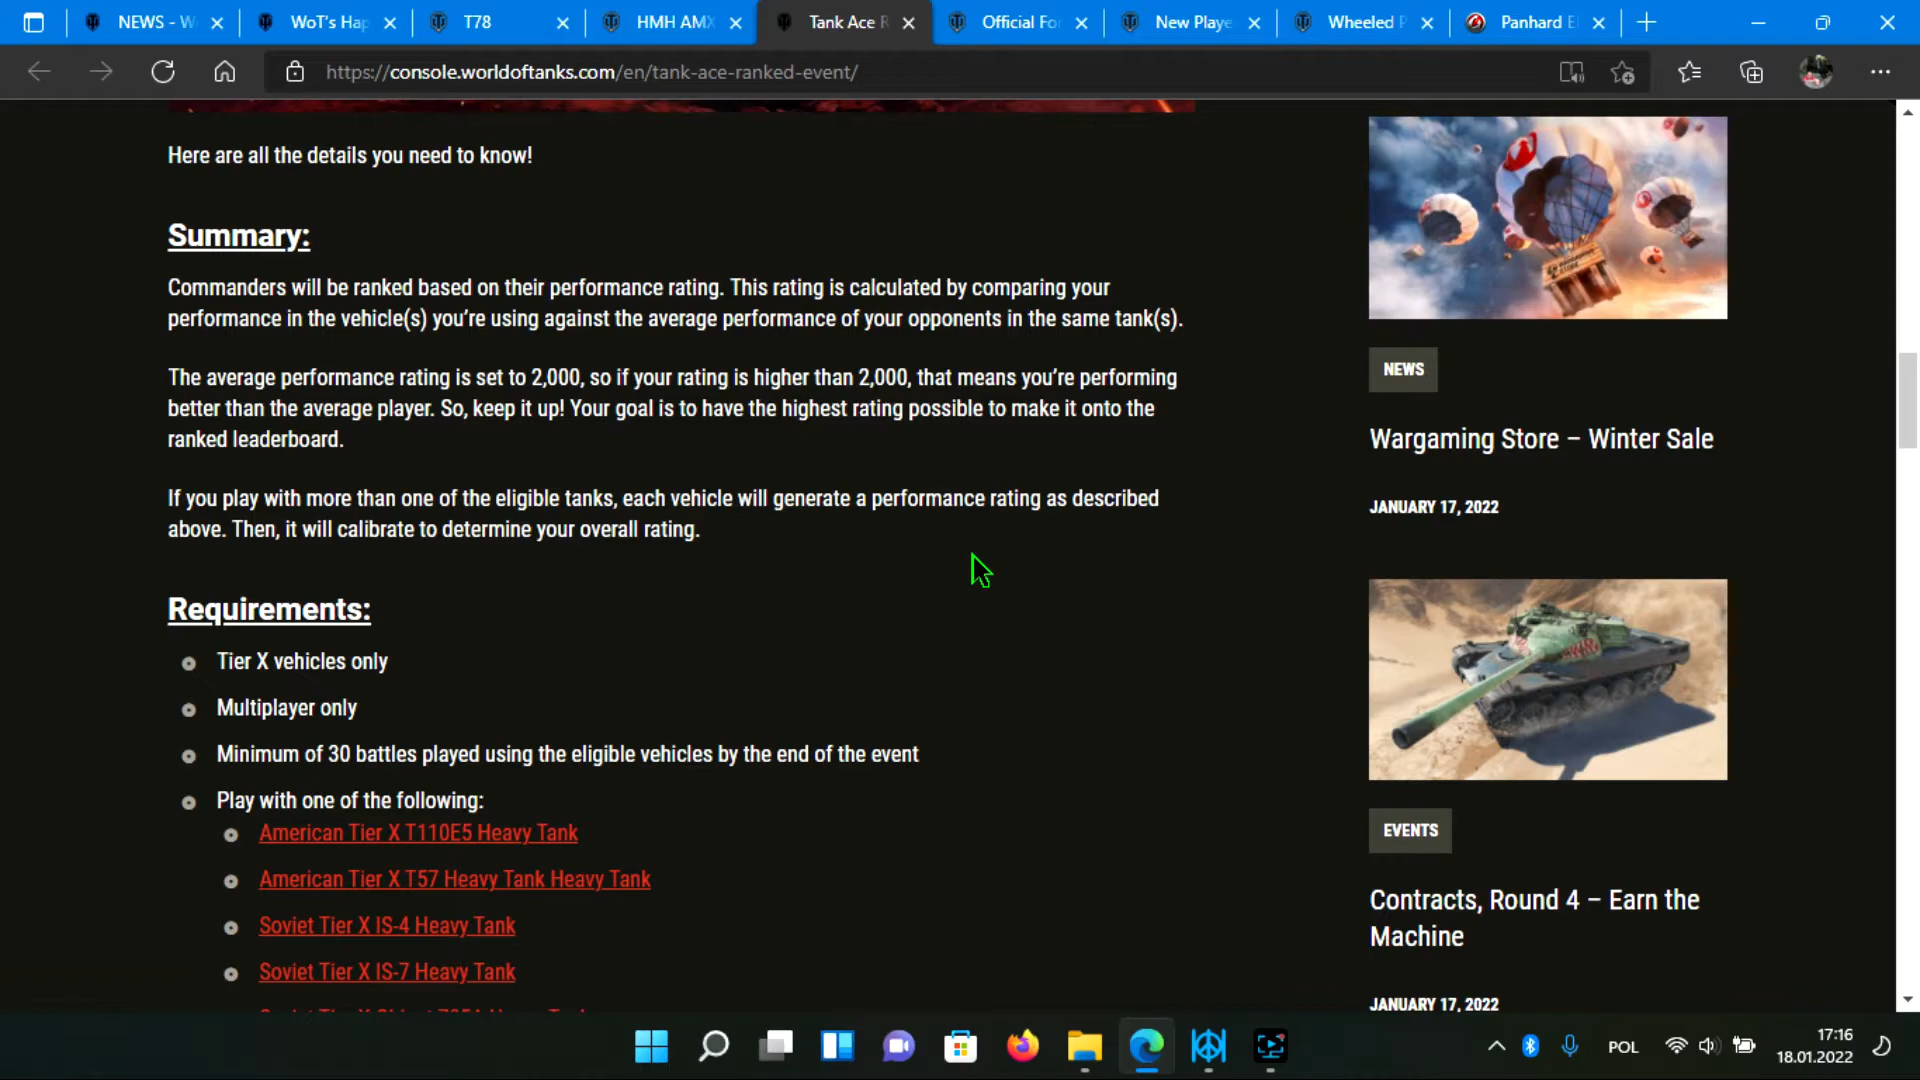 NEWS - W
WoT's Hap
T78
HMH AMX
Tank Ace R
Official Fo
New Playe
Wheeled P
Panhard E
https://console.worldoftanks.com/en/tank-ace-ranked-event/
Here are all the details you need to know!
Summary:
Commanders will be ranked based on their performance rating. This rating is calculated by comparing your
performance in the vehicle(s) you're using against the average performance of your opponents in the same tank(s).
The average performance rating is set to 2,000, so if your rating is higher than 2,000, that means you're performing
better than the average player. So, keep it up! Your goal is to have the highest rating possible to make it onto the
ranked leaderboard.
If you play with more than one of the eligible tanks, each vehicle will generate a performance rating as described
above. Then, it will calibrate to determine your overall rating.
Requirements:
Tier X vehicles only
Multiplayer only
Minimum of 30 battles played using the eligible vehicles by the end of the event
Play with one of the following:
American Tier X T110E5 Heavy Tank
American Tier X T57 Heavy Tank Heavy Tank
Soviet Tier X IS-4 Heavy Tank
Soviet Tier X IS-7 Heavy Tank
NEWS
Wargaming Store – Winter Sale
JANUARY 17, 2022
EVENTS
Contracts, Round 4 – Earn the
Machine
JANUARY 17, 2022
POL
17:16
18.01.2022